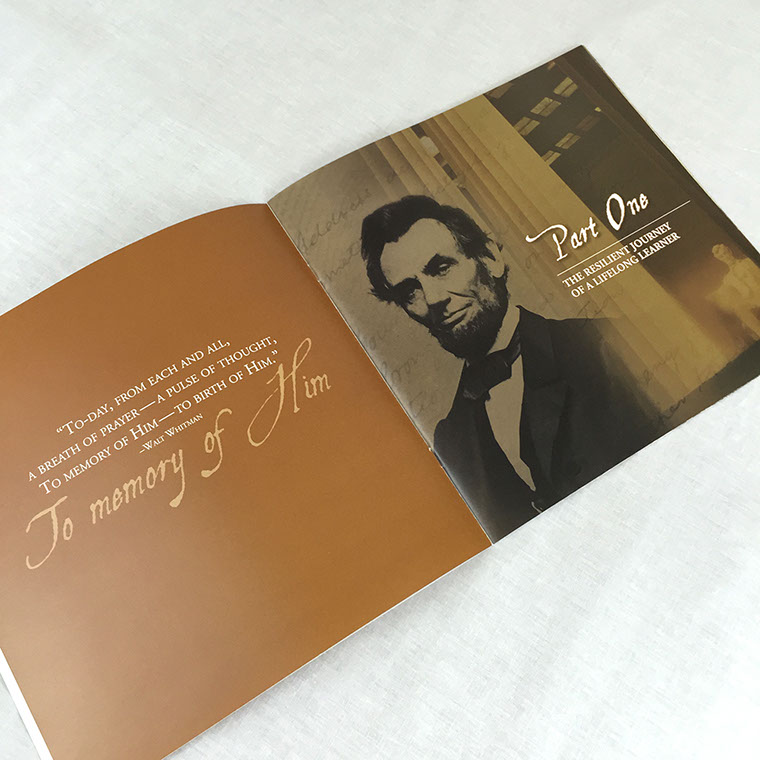 “To-day, from each and all,
a breath of prayer—a pulse of thought,
To memory of Him—to birth of Him.”
–Walt Whitman
To memory of Him
Part One
THE RESILIENT JOURNEY
OF A LIFELONG LEARNER